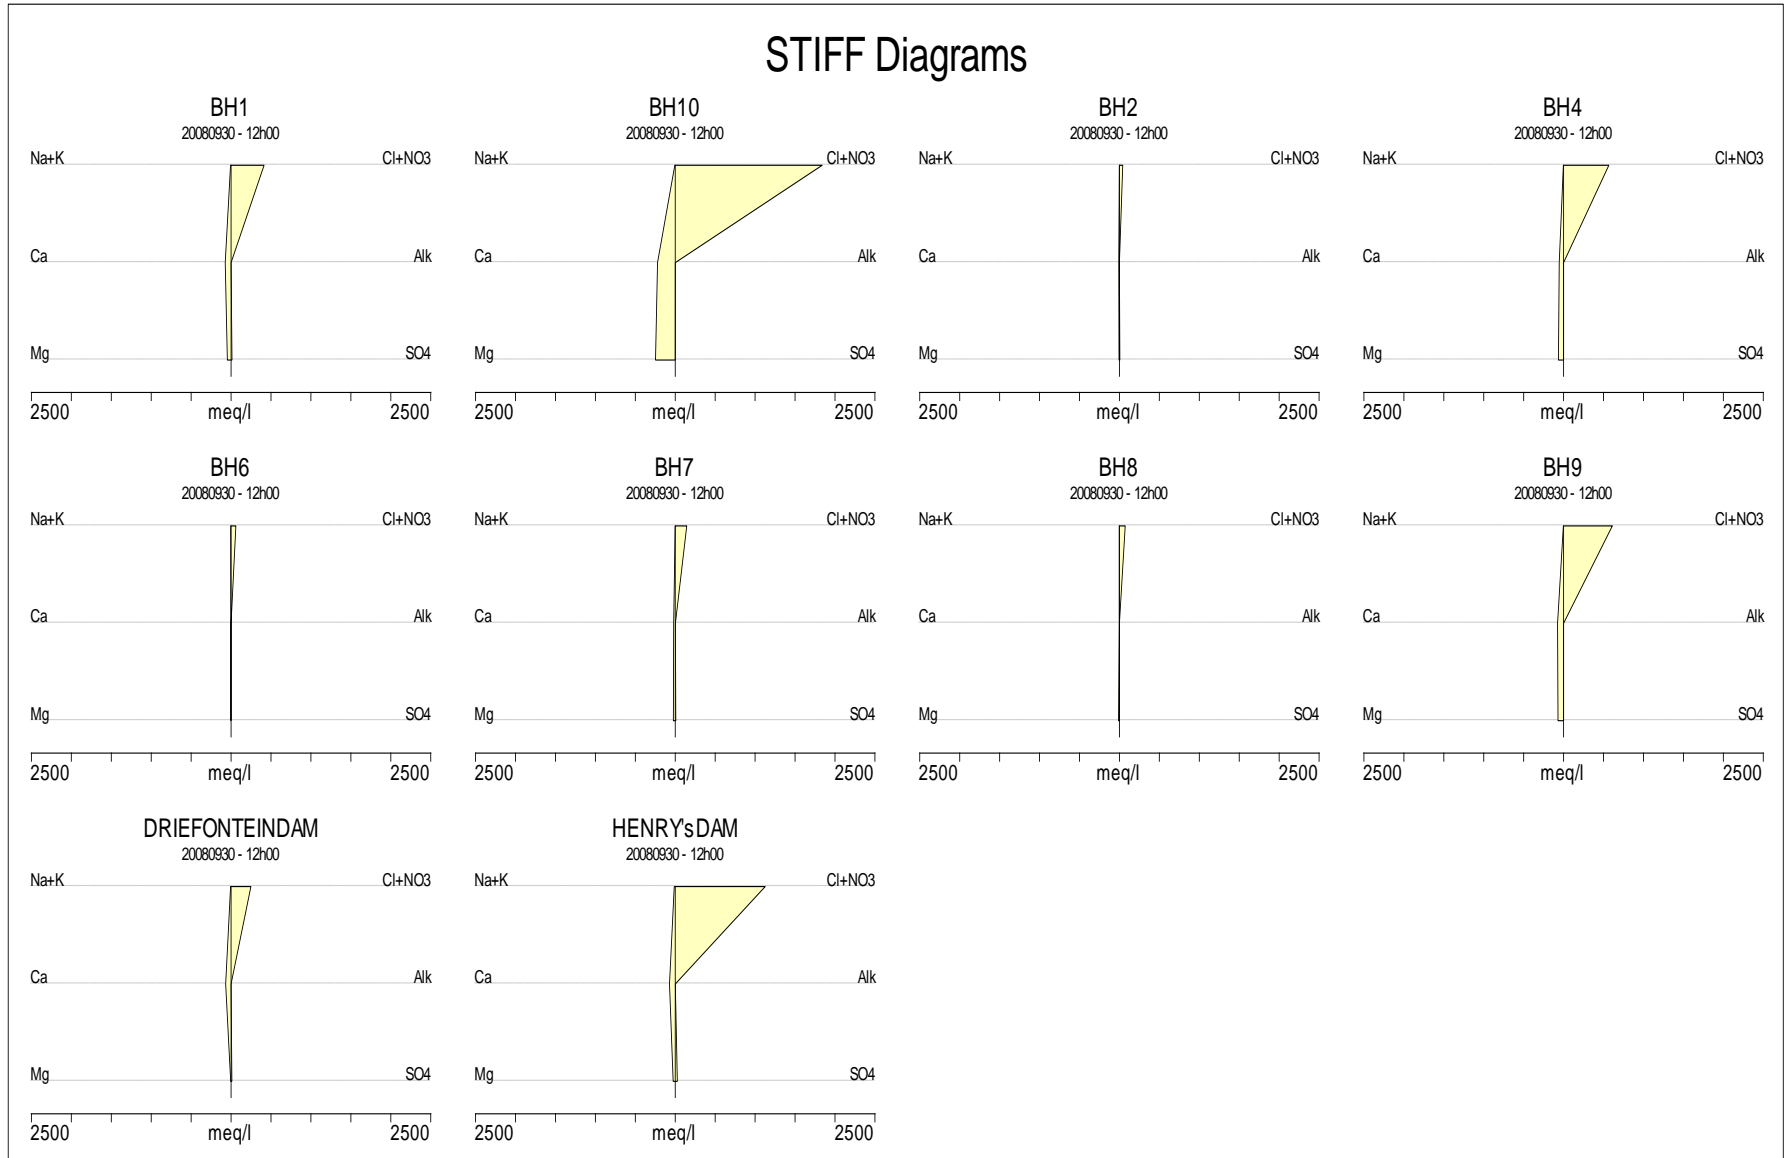 STIFF Diagrams
BH1 BH10 BH2 BH4
20080930 - 12h00 20080930 - 12h00 20080930 - 12h00 20080930 - 12h00
Na+K Cl+NO3 Na+K Cl+NO3 Na+K Cl+NO3 Na+K Cl+NO3
Ca Alk Ca Alk Ca Alk Ca Alk
Mg SO4 Mg SO4 Mg SO4 Mg SO4
2500 meq/l 2500 2500 meq/l 2500 2500 meq/l 2500 2500 meq/l 2500
BH6 BH7 BH8 BH9
20080930 - 12h00 20080930 - 12h00 20080930 - 12h00 20080930 - 12h00
Na+K Cl+NO3 Na+K Cl+NO3 Na+K Cl+NO3 Na+K Cl+NO3
Ca Alk Ca Alk Ca Alk Ca Alk
Mg SO4 Mg SO4 Mg SO4 Mg SO4
2500 meq/l 2500 2500 meq/l 2500 2500 meq/l 2500 2500 meq/l 2500
DRIEFONTEINDAM HENRY's DAM
20080930 - 12h00 20080930 - 12h00
Na+K Cl+NO3 Na+K Cl+NO3
Ca Alk Ca Alk
Mg SO4 Mg SO4
2500 meq/l 2500 2500 meq/l 2500